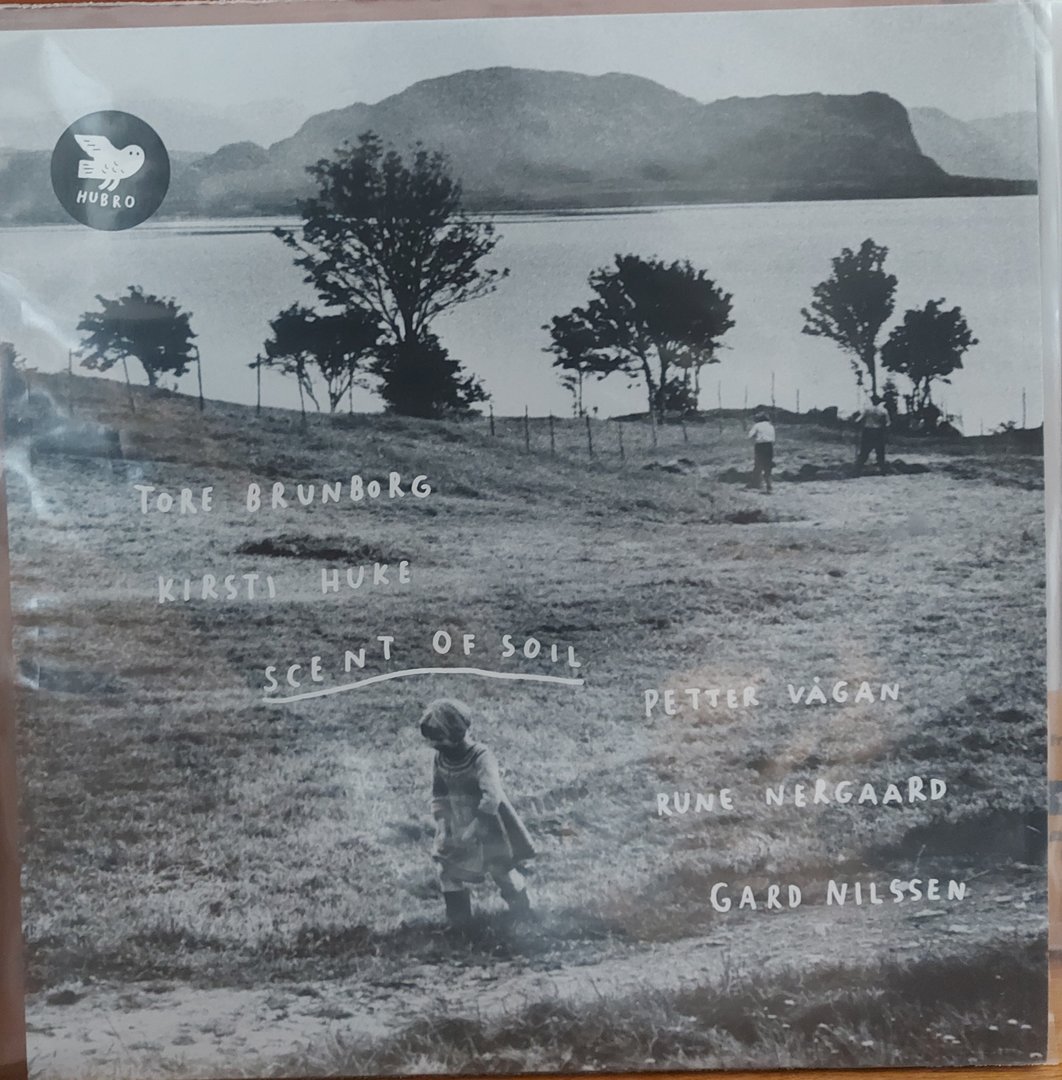 HUBRO
TORE BRUNBORG
KIRSTI HUKE
SCENT OF SOIL
PETTER VÅGAN
RUNE NERGAARD
GARD NILSSEN